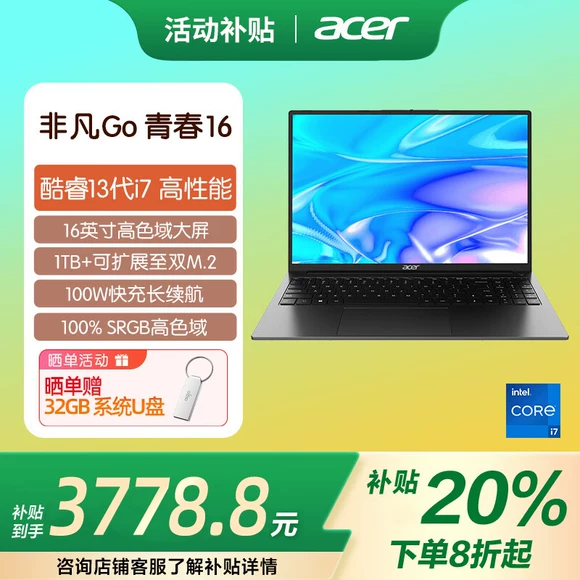 活动补贴 acer
非凡Go 青春16
酷睿13代i7 高性能
16英寸高色域大屏
1TB+可扩展至双M.2
100W快充长续航
100% SRGB高色域
晒单活动
晒单赠
32GB 系统U盘
acer
intel
CORE
i7
补贴
到手
3778.8元
补贴20%
下单8折起
咨询店铺客服了解补贴详情